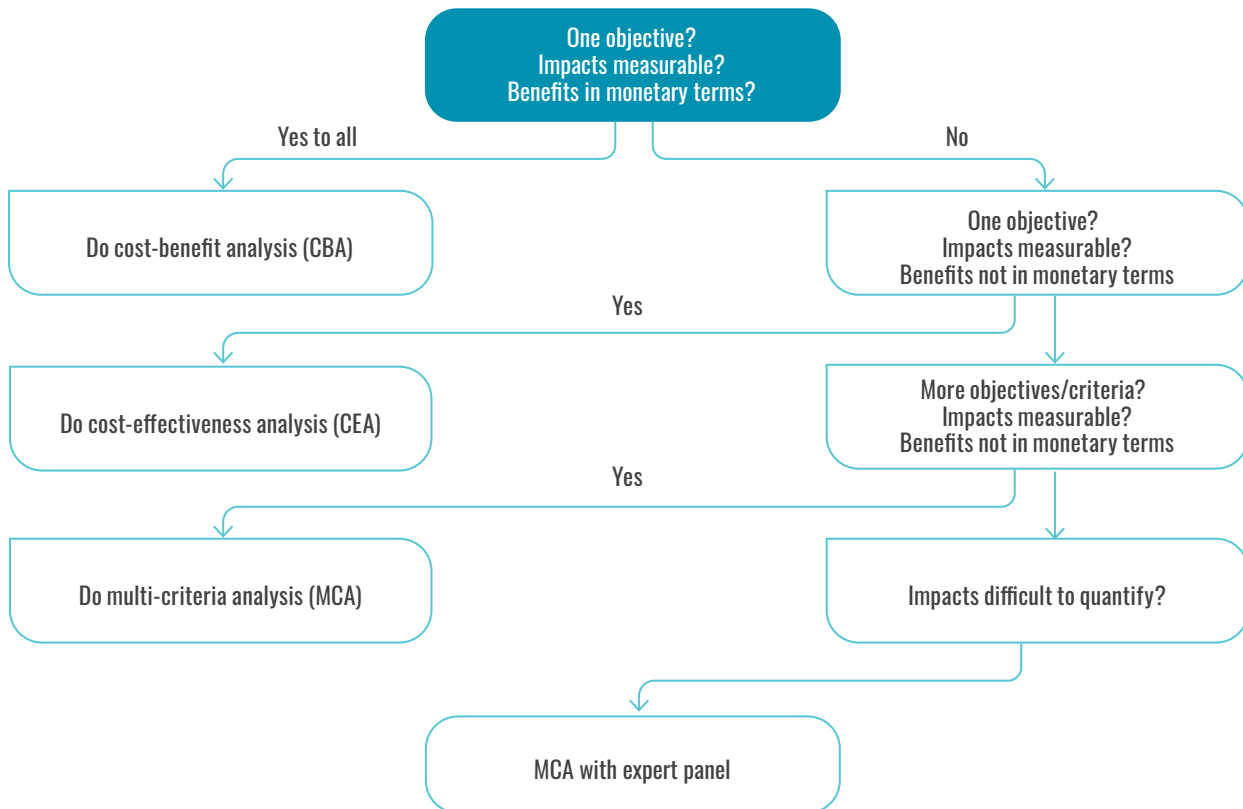 One objective?
Impacts measurable?
Benefits in monetary terms?
Yes to all
No
Do cost-benefit analysis (CBA)
One objective?
Impacts measurable?
Benefits not in monetary terms
Yes
Do cost-effectiveness analysis (CEA)
More objectives/criteria?
Impacts measurable?
Benefits not in monetary terms
Yes
Do multi-criteria analysis (MCA)
Impacts difficult to quantify?
MCA with expert panel